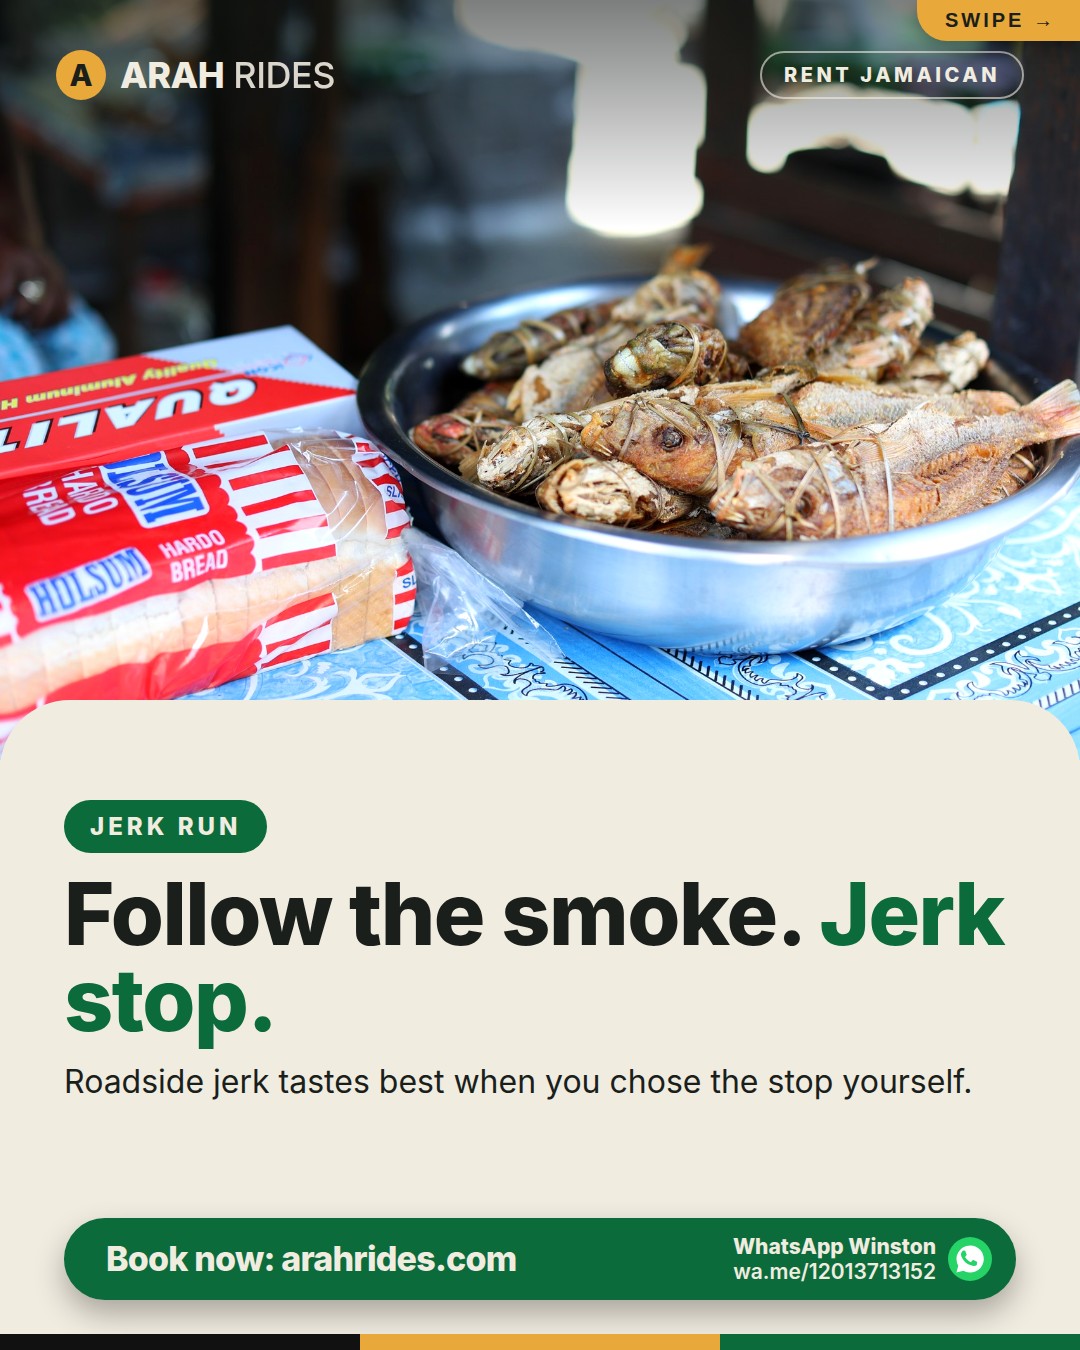 SWIPE →
A ARAH RIDES
RENT JAMAICAN
Quality Aluminum
HOLSUM
HARDO
BREAD
HOLSUM
HARDO
BREAD
JERK RUN
Follow the smoke. Jerk
stop.
Roadside jerk tastes best when you chose the stop yourself.
Book now: arahrides.com
WhatsApp Winston
wa.me/12013713152